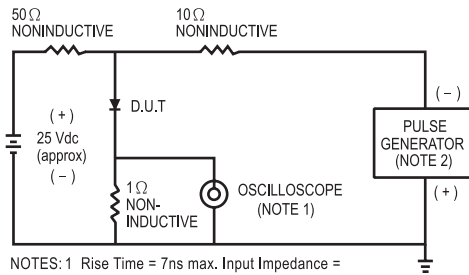 50Ω
NONINDUCTIVE
10Ω
NONINDUCTIVE
(+)
25 Vdc
(approx)
(−)
D.U.T
1Ω
NON-
INDUCTIVE
OSCILLOSCOPE
(NOTE 1)
(−)
PULSE
GENERATOR
(NOTE 2)
(+)
NOTES: 1 Rise Time = 7ns max. Input Impedance =